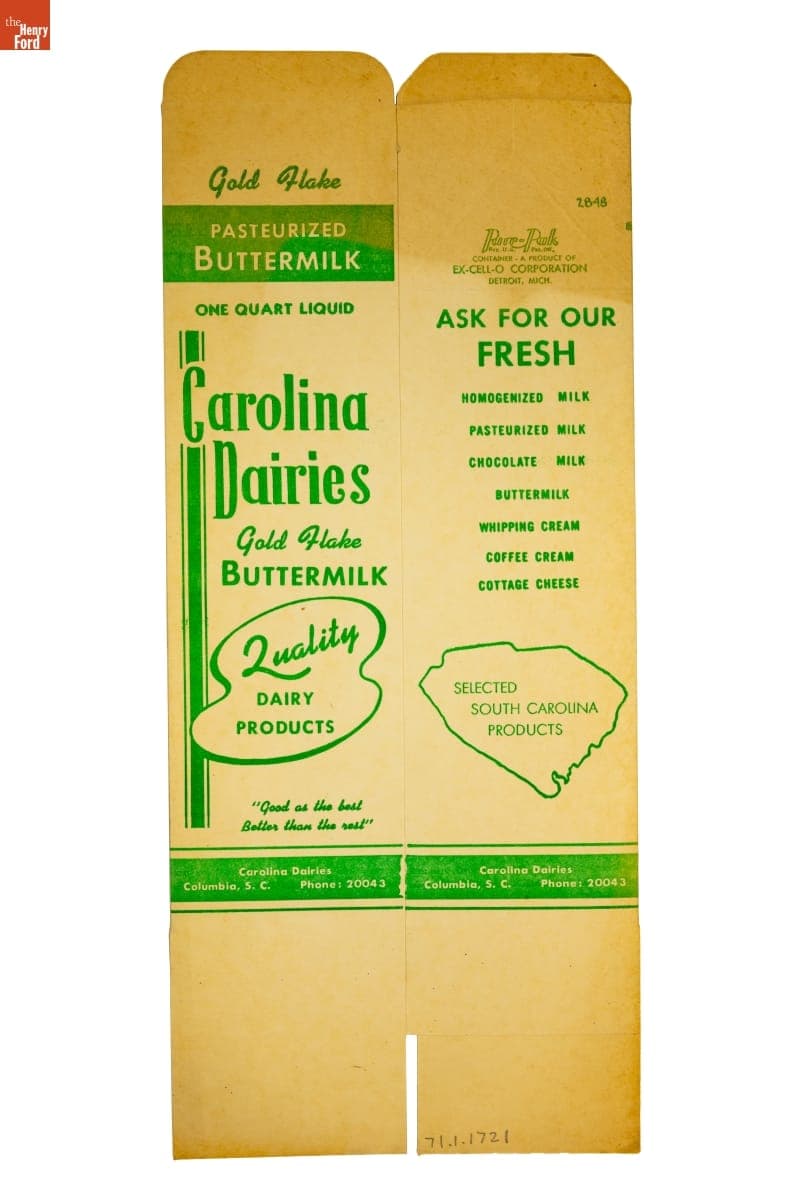 the
Henry
Ford
Gold Flake
PASTEURIZED
BUTTERMILK
ONE QUART LIQUID
Carolina
Dairies
Gold Flake
BUTTERMILK
Quality
DAIRY
PRODUCTS
"Good as the best
Better than the rest"
Carolina Dairies
Columbia, S. C. Phone: 20043
2848
Pure-Pak
REG. U.S. PAT. OFF.
CONTAINER - A PRODUCT OF
EX-CELL-O CORPORATION
DETROIT, MICH.
ASK FOR OUR
FRESH
HOMOGENIZED MILK
PASTEURIZED MILK
CHOCOLATE MILK
BUTTERMILK
WHIPPING CREAM
COFFEE CREAM
COTTAGE CHEESE
SELECTED
SOUTH CAROLINA
PRODUCTS
Carolina Dairies
Columbia, S. C. Phone: 20043
71.1.1721